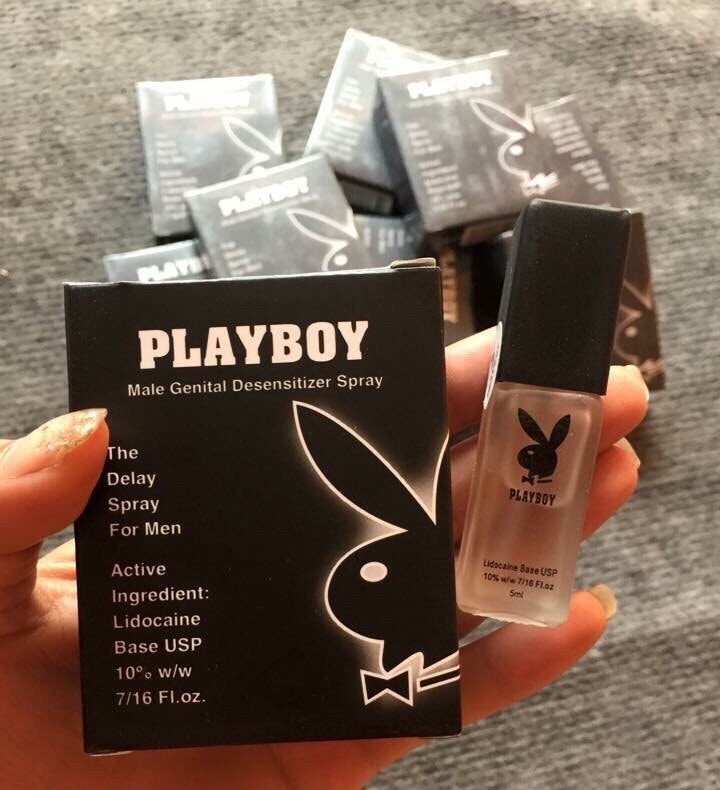 PLAYBOY
PLAYBOY
PLAYBOY
PLAYBOY
Male Genital Desensitizer Spray
The
Delay
Spray
For Men
Active
Ingredient:
Lidocaine
Base USP
10% w/w
7/16 Fl.oz.
PLAYBOY
Lidocaine Base USP
10% w/w 7/16 Fl.oz
5ml